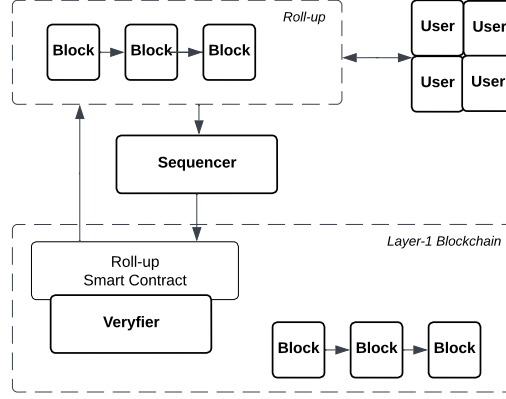 Roll-up
Block Block Block
User User
User User
Sequencer
Layer-1 Blockchain
Roll-up
Smart Contract
Veryfier
Block Block Block